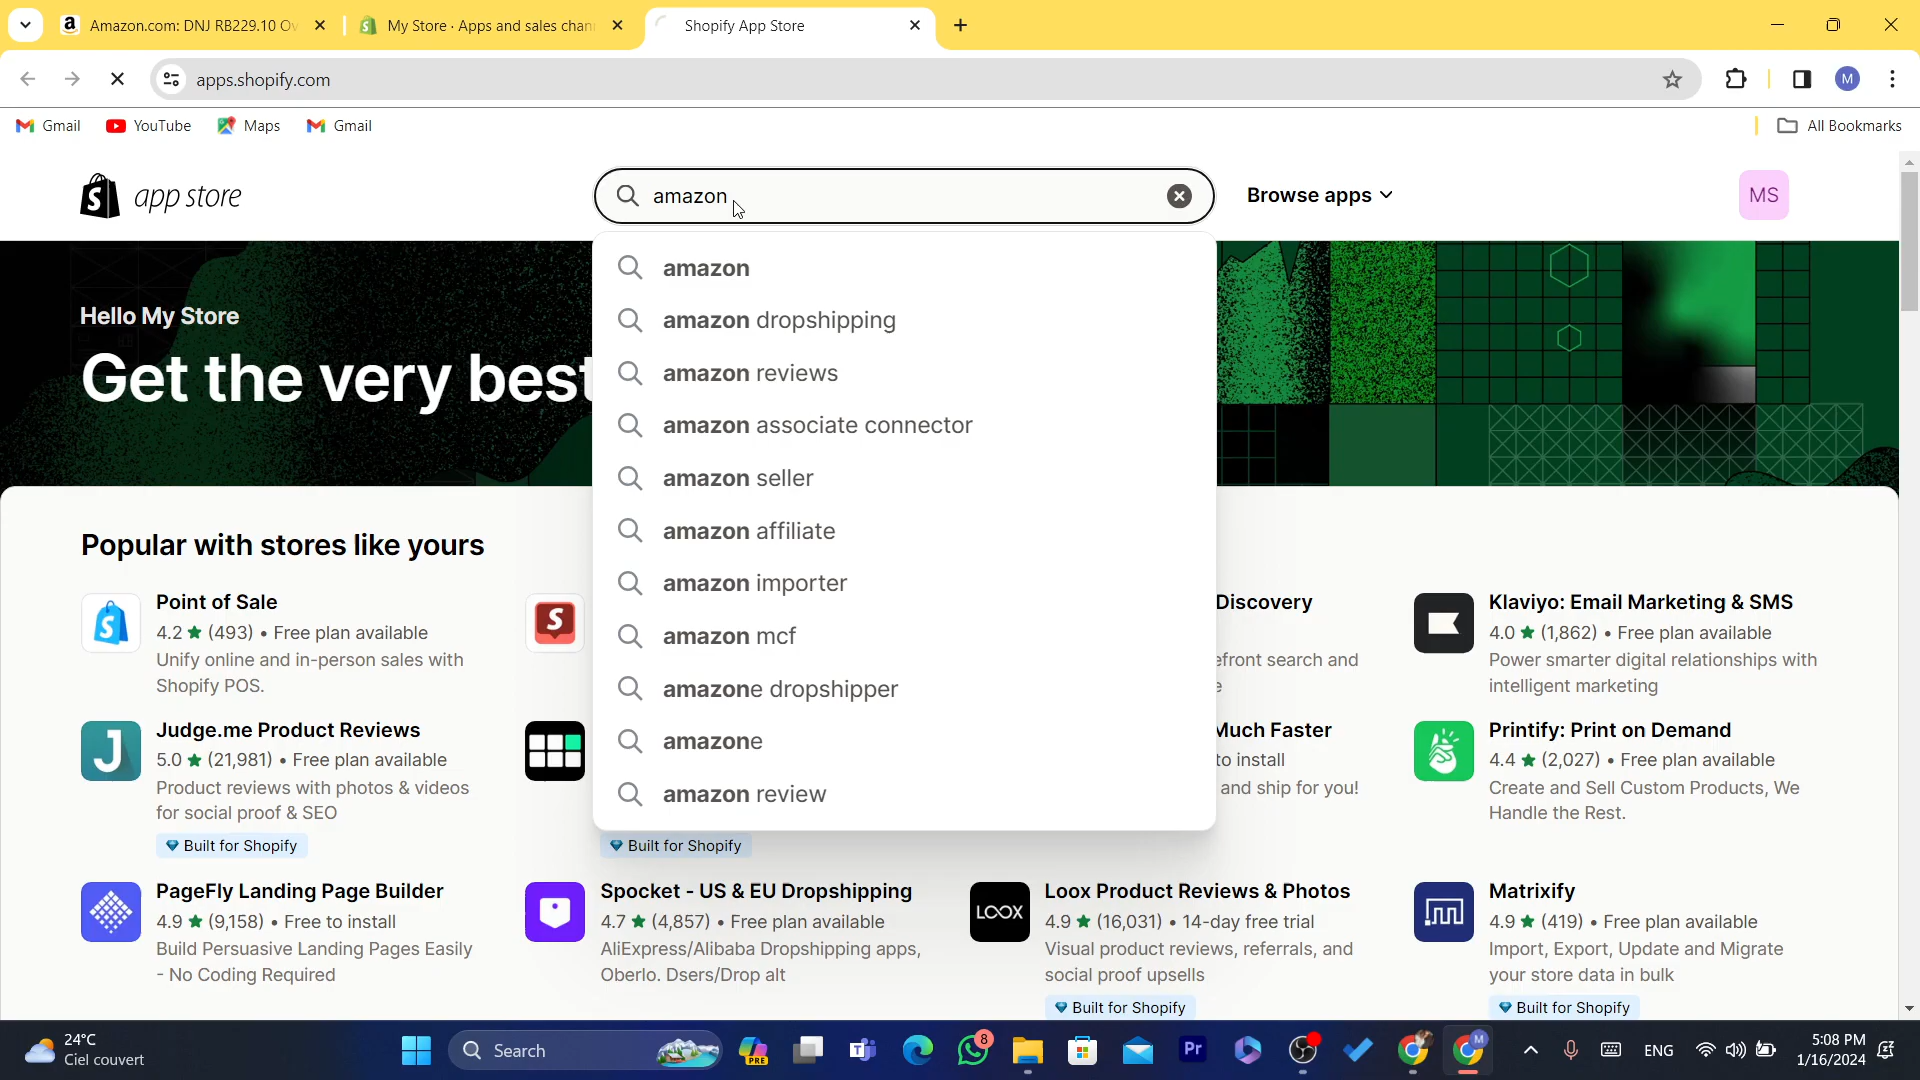 Amazon.com: DNJ RB229.10 Ov
My Store · Apps and sales chan
Shopify App Store
apps.shopify.com
M
Gmail
YouTube
Maps
Gmail
All Bookmarks
app store
amazon
Browse apps
MS
Hello My Store
Get the very best
amazon
amazon dropshipping
amazon reviews
amazon associate connector
amazon seller
amazon affiliate
amazon importer
amazon mcf
amazone dropshipper
amazone
amazon review
Popular with stores like yours
Point of Sale
4.2 ★ (493) • Free plan available
Unify online and in-person sales with
Shopify POS.
Discovery
efront search and
e
Klaviyo: Email Marketing & SMS
4.0 ★ (1,862) • Free plan available
Power smarter digital relationships with
intelligent marketing
Judge.me Product Reviews
5.0 ★ (21,981) • Free plan available
Product reviews with photos & videos
for social proof & SEO
Built for Shopify
Built for Shopify
Much Faster
to install
and ship for you!
Printify: Print on Demand
4.4 ★ (2,027) • Free plan available
Create and Sell Custom Products, We
Handle the Rest.
PageFly Landing Page Builder
4.9 ★ (9,158) • Free to install
Build Persuasive Landing Pages Easily
- No Coding Required
Spocket - US & EU Dropshipping
4.7 ★ (4,857) • Free plan available
AliExpress/Alibaba Dropshipping apps,
Oberlo. Dsers/Drop alt
LOOX
Loox Product Reviews & Photos
4.9 ★ (16,031) • 14-day free trial
Visual product reviews, referrals, and
social proof upsells
Built for Shopify
Matrixify
4.9 ★ (419) • Free plan available
Import, Export, Update and Migrate
your store data in bulk
Built for Shopify
24°C
Ciel couvert
Search
PRE
8
Pr
M
ENG
5:08 PM
1/16/2024